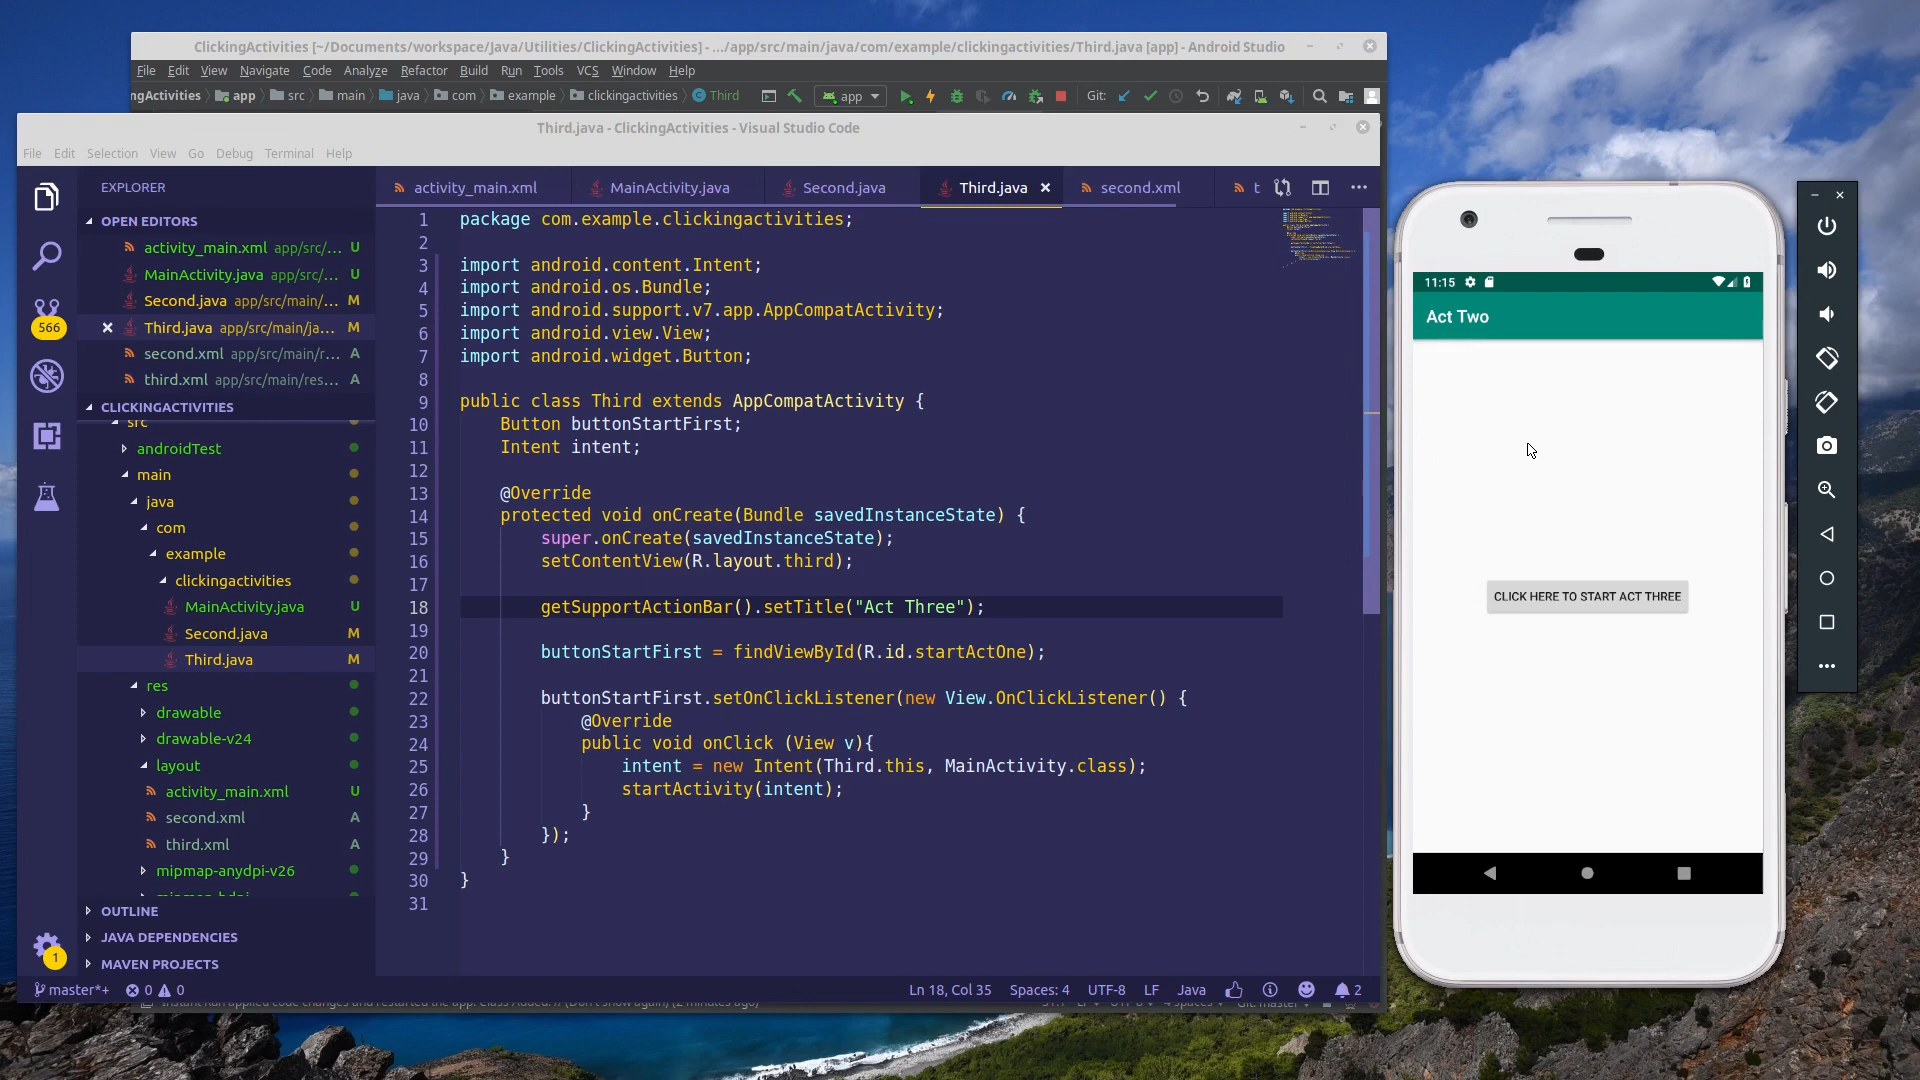 ClickingActivities [~/Documents/workspace/Java/Utilities/ClickingActivities] - .../app/src/main/java/com/example/clickingactivities/Third.java [app] - Android Studio
File Edit View Navigate Code Analyze Refactor Build Run Tools VCS Window Help
ngActivities app src main java com example clickingactivities Third app Git:
Third.java - ClickingActivities - Visual Studio Code
File Edit Selection View Go Debug Terminal Help
EXPLORER
OPEN EDITORS
activity_main.xml app/src/... U
MainActivity.java app/src/... U
Second.java app/src/main/... M
Third.java app/src/main/ja... M
second.xml app/src/main/r... A
third.xml app/src/main/res... A
CLICKINGACTIVITIES
src
androidTest
main
java
com
example
clickingactivities
MainActivity.java U
Second.java M
Third.java M
res
drawable
drawable-v24
layout
activity_main.xml U
second.xml A
third.xml A
mipmap-anydpi-v26
mipmap-hdpi
OUTLINE
JAVA DEPENDENCIES
MAVEN PROJECTS
566
1
activity_main.xml MainActivity.java Second.java Third.java second.xml t
1 package com.example.clickingactivities;
2
3 import android.content.Intent;
4 import android.os.Bundle;
5 import android.support.v7.app.AppCompatActivity;
6 import android.view.View;
7 import android.widget.Button;
8
9 public class Third extends AppCompatActivity {
10 Button buttonStartFirst;
11 Intent intent;
12
13 @Override
14 protected void onCreate(Bundle savedInstanceState) {
15 super.onCreate(savedInstanceState);
16 setContentView(R.layout.third);
17
18 getSupportActionBar().setTitle("Act Three");
19
20 buttonStartFirst = findViewById(R.id.startActOne);
21
22 buttonStartFirst.setOnClickListener(new View.OnClickListener() {
23 @Override
24 public void onClick (View v){
25 intent = new Intent(Third.this, MainActivity.class);
26 startActivity(intent);
27 }
28 });
29 }
30 }
31
master*+ 0 0 Ln 18, Col 35 Spaces: 4 UTF-8 LF Java 2
11:15
Act Two
CLICK HERE TO START ACT THREE